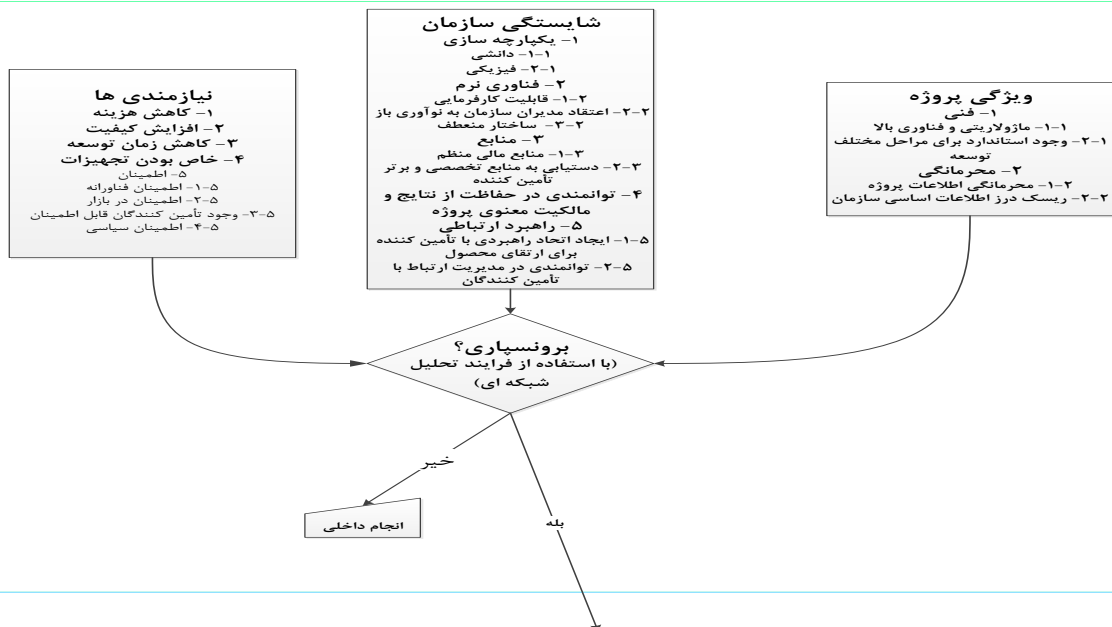 شایستگی سازمان
۱- یکپارچه سازی
۱-۱- دانشی
۲-۱- فیزیکی
۲- فناوری نرم
۱-۲- قابلیت کارفرمایی
۲-۲- اعتقاد مدیران سازمان به نوآوری باز
۳-۲- ساختار منعطف
۳- منابع
۱-۳- منابع مالی منظم
۲-۳- دستیابی به منابع تخصصی و برتر
تأمین کننده
۴- توانمندی در حفاظت از نتایج و
مالکیت معنوی پروژه
۵- راهبرد ارتباطی
۱-۵- ایجاد اتحاد راهبردی با تأمین کننده
برای ارتقای محصول
۲-۵- توانمندی در مدیریت ارتباط با
تأمین کنندگان
ویژگی پروژه
۱- فنی
۱-۱- ماژولاریتی و فناوری بالا
۲-۱- وجود استاندارد برای مراحل مختلف
توسعه
۲- محرمانگی
۱-۲- محرمانگی اطلاعات پروژه
۲-۲- ریسک درز اطلاعات اساسی سازمان
نیازمندی ها
۱- کاهش هزینه
۲- افزایش کیفیت
۳- کاهش زمان توسعه
۴- خاص بودن تجهیزات
۵- اطمینان
۱-۵- اطمینان فناورانه
۲-۵- اطمینان در بازار
۳-۵- وجود تأمین کنندگان قابل اطمینان
۴-۵- اطمینان سیاسی
برونسپاری؟
(با استفاده از فرایند تحلیل
شبکه ای)
خیر
انجام داخلی
بله